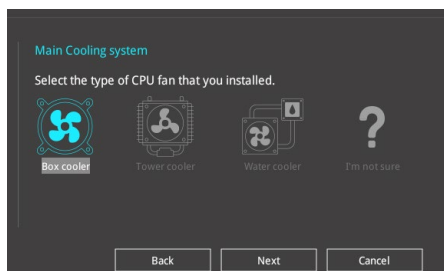 Main Cooling system
Select the type of CPU fan that you installed.
Box cooler Tower cooler Water cooler I'm not sure
Back Next Cancel